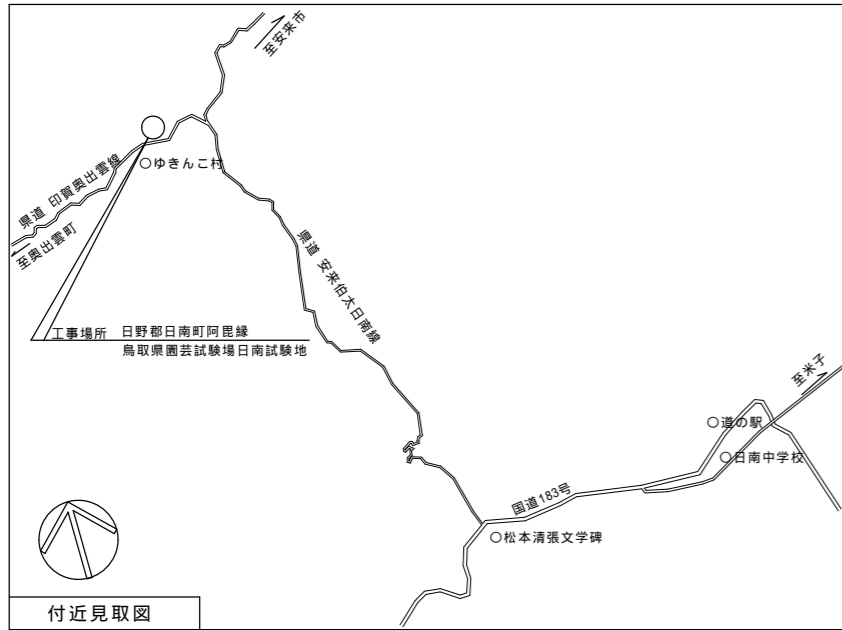 至安来市
○ゆきんこ村
県道 印賀奥出雲線
至奥出雲町
県道 安来伯太日南線
工事場所 日野郡日南町阿毘縁
鳥取県園芸試験場日南試験地
至米子
○道の駅
○日南中学校
国道183号
○松本清張文学碑
付近見取図